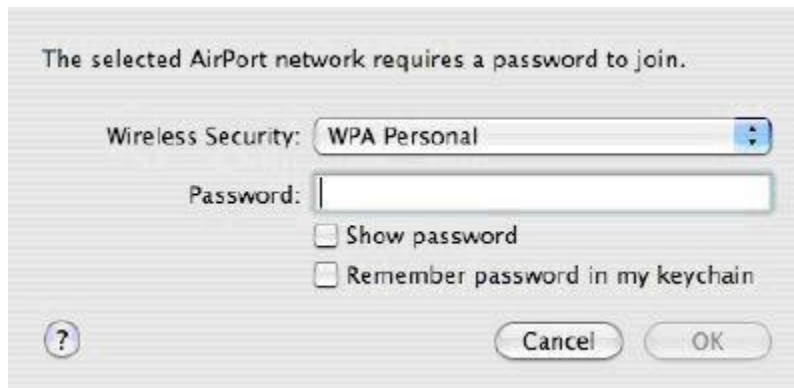 The selected AirPort network requires a password to join.
Wireless Security: WPA Personal
Password:
Show password
Remember password in my keychain
? Cancel OK